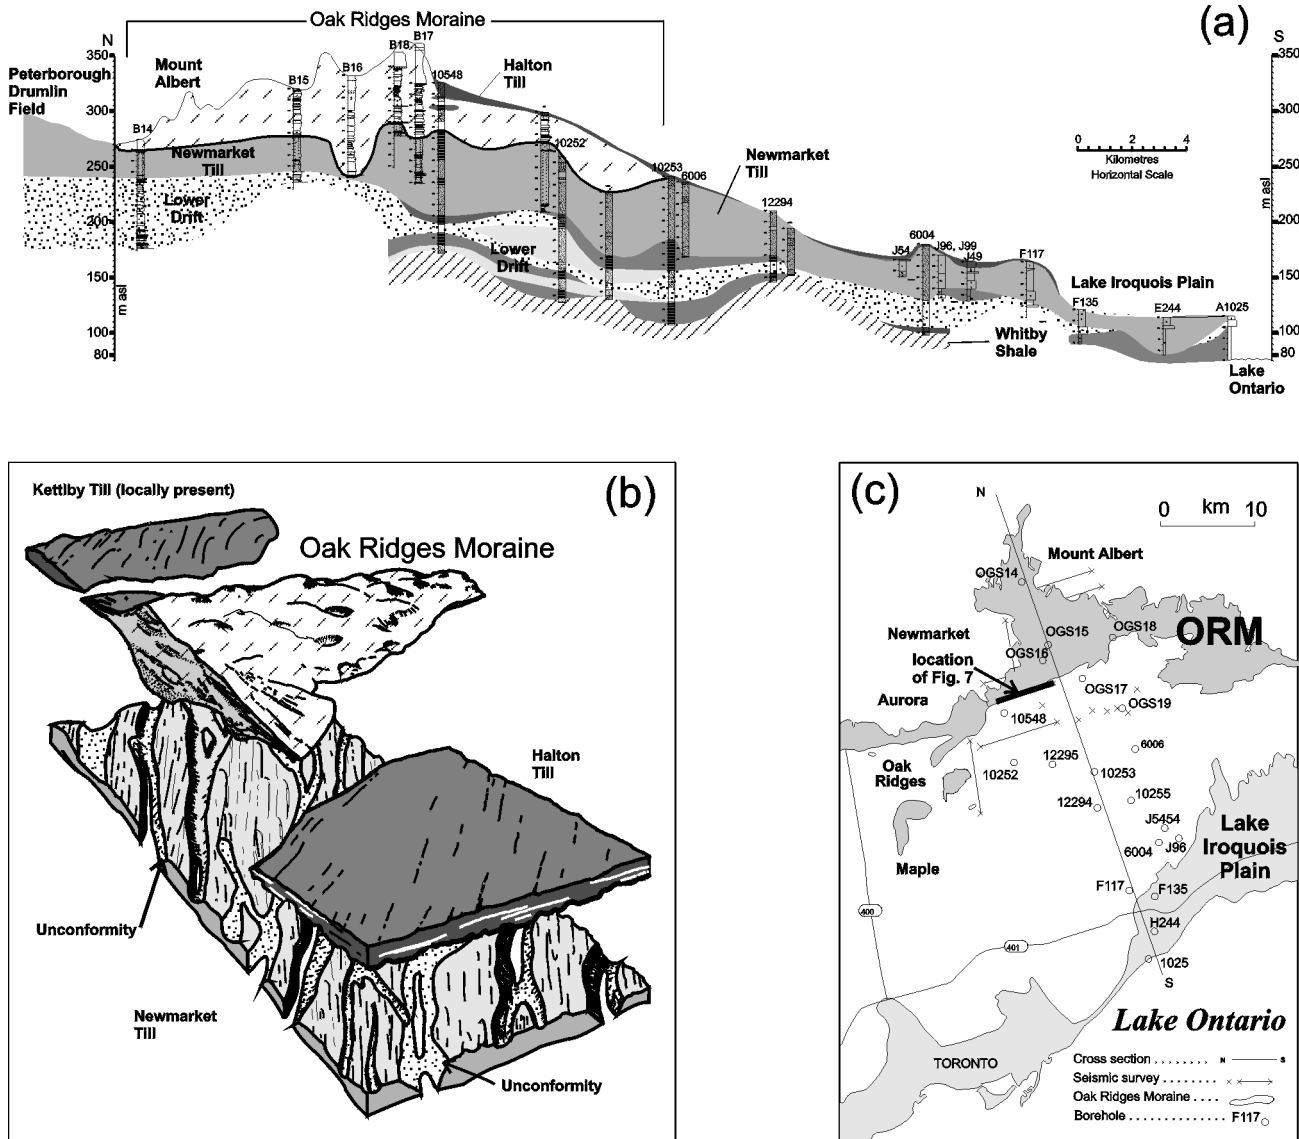 Oak Ridges Moraine
(a)
N
S
350
300
250
200
150
100
80
m asl
350
300
250
200
150
100
80
m asl
Peterborough
Drumlin
Field
Mount
Albert
B14
B15
B16
B18
B17
10548
Halton
Till
10252
10253
6006
Newmarket
Till
Newmarket
Till
12294
Lower
Drift
Lower
Drift
0 2 4
Kilometres
Horizontal Scale
J54
6004
J96, J99
J49
F117
Lake Iroquois Plain
F135
E244
A1025
Whitby
Shale
Lake
Ontario
(b)
Kettlby Till (locally present)
Oak Ridges Moraine
Halton
Till
Unconformity
Newmarket
Till
Unconformity
(c)
N
0 km 10
Mount Albert
OGS14
OGS15
OGS18
ORM
Newmarket
OGS16
location
of Fig. 7
OGS17
Aurora
OGS19
10548
Oak
Ridges
12295
6006
10252
10253
12294
10255
J5454
Lake
Iroquois
Plain
6004
J96
Maple
F117
F135
400
H244
401
1025
S
Lake Ontario
TORONTO
Cross section . . . . . . . N S
Seismic survey . . . . . . . .
Oak Ridges Moraine . . . .
Borehole . . . . . . . . . . . . . . F117